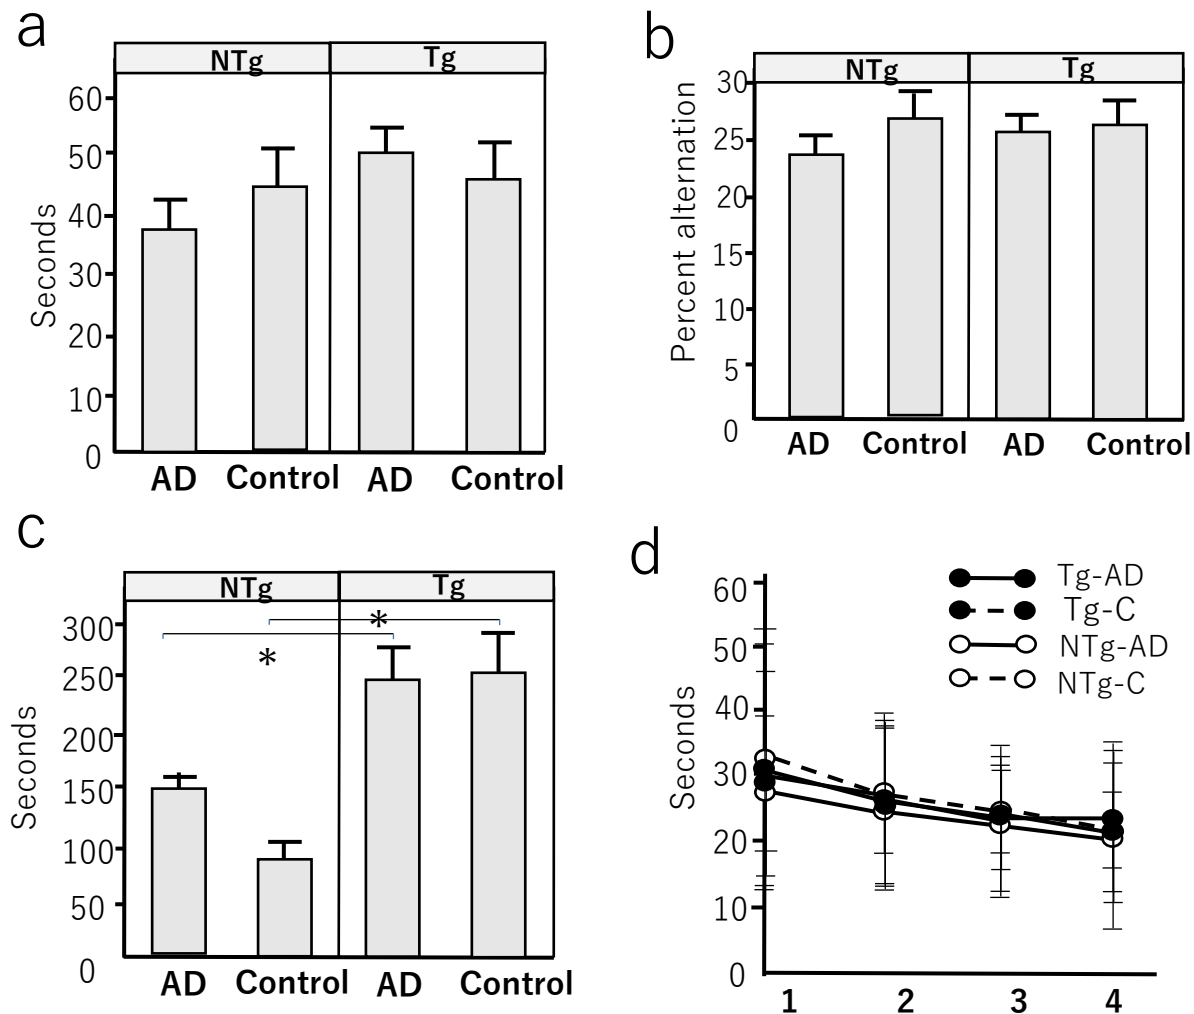 a
NTg Tg
60
50
40
30
20
10
0
Seconds
AD Control AD Control
b
NTg Tg
30
25
20
15
10
5
0
Percent alternation
AD Control AD Control
c
NTg Tg
300
250
200
150
100
50
0
Seconds
*
*
AD Control AD Control
d
60
50
40
30
20
10
0
Seconds
Tg-AD
Tg-C
NTg-AD
NTg-C
1 2 3 4